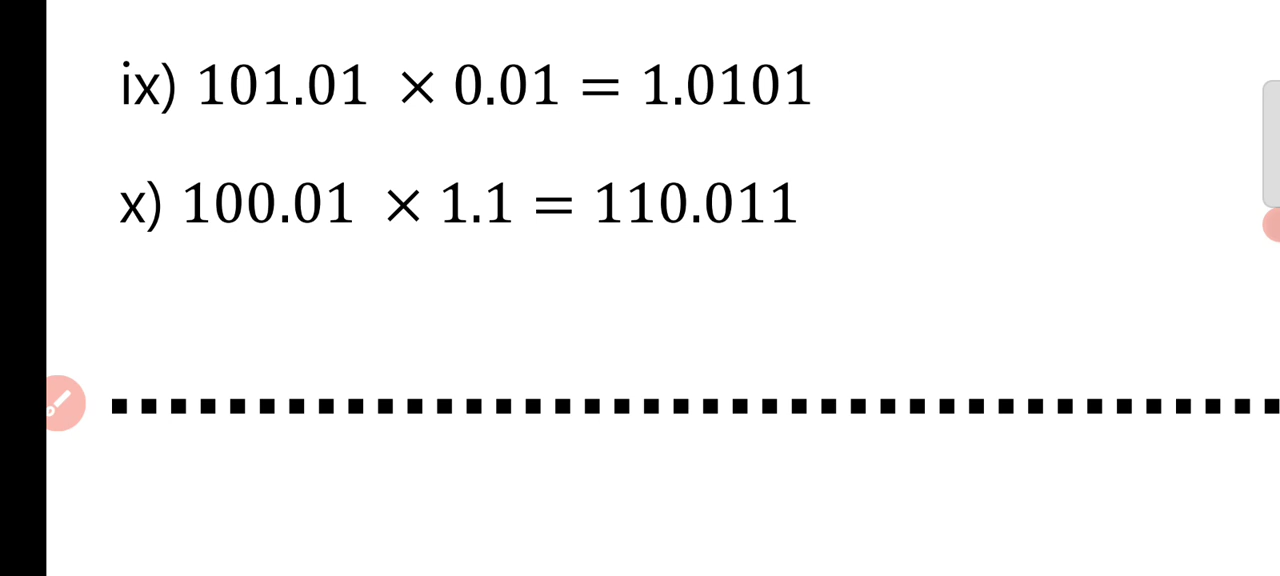 ix) 101.01 × 0.01 = 1.0101
x) 100.01 × 1.1 = 110.011